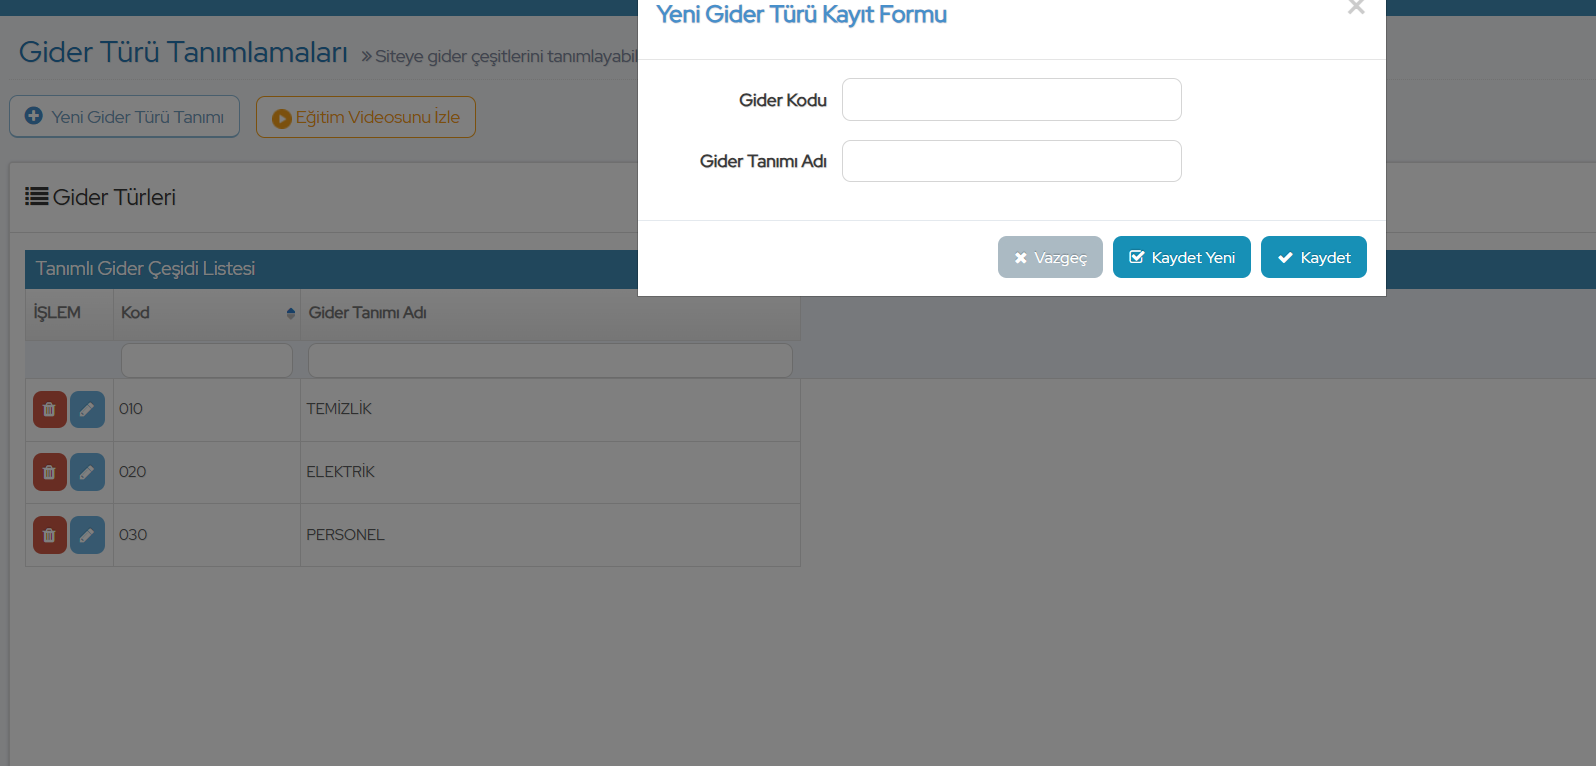 Yeni Gider Türü Kayıt Formu
Gider Türü Tanımlamaları » Siteye gider çeşitlerini tanımlayabil
Yeni Gider Türü Tanımı
Eğitim Videosunu İzle
Gider Kodu
Gider Tanımı Adı
Vazgeç
Kaydet Yeni
Kaydet
Gider Türleri
Tanımlı Gider Çeşidi Listesi
İŞLEM Kod Gider Tanımı Adı
010 TEMİZLİK
020 ELEKTRİK
030 PERSONEL